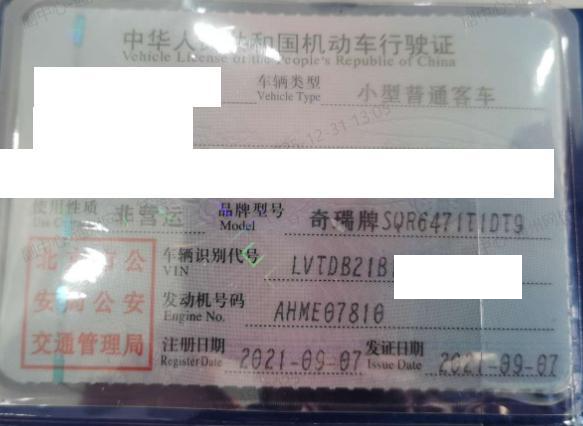 中华人民共和国机动车行驶证
Vehicle License of the People's Republic of China
车辆类型 小型普通客车
Vehicle Type
12-31 13:09
使用性质 非营运 品牌型号 奇瑞牌SQR6471T1DT9
Model
车辆识别代号 LVTDB21B
VIN
发动机号码 AHME07810
Engine No.
北京市公
安局公安
交通管理局
注册日期 2021-09-07 发证日期 2021-09-07
Register Date Issue Date